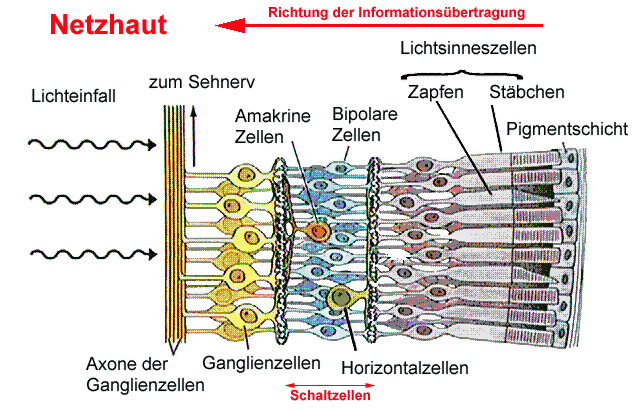 Netzhaut
Richtung der Informationsübertragung
Lichtsinneszellen
Lichteinfall
zum Sehnerv
Amakrine
Zellen
Bipolare
Zellen
Zapfen
Stäbchen
Pigmentschicht
Axone der
Ganglienzellen
Ganglienzellen
Horizontalzellen
Schaltzellen